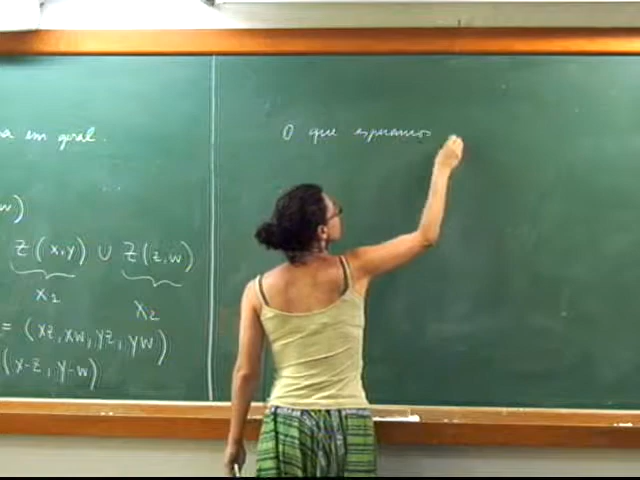 em geral.
w)
Z(x,y) ∪ Z(z,w)
X₁
X₂
= (xz, xw, yz, yw)
(x-z, y-w)
O que esperamos